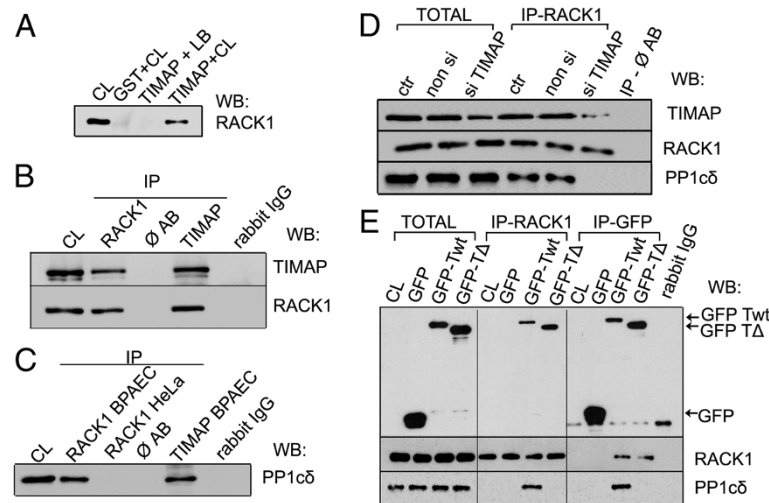 A
CL
GST+CL
TIMAP + LB
TIMAP+CL
WB:
RACK1
B
IP
CL
RACK1
Ø AB
TIMAP
rabbit IgG
WB:
TIMAP
RACK1
C
IP
CL
RACK1 BPAEC
RACK1 HeLa
Ø AB
TIMAP BPAEC
rabbit IgG
WB:
PP1cδ
D
TOTAL
IP-RACK1
ctr
non si
si TIMAP
ctr
non si
si TIMAP
IP - Ø AB
WB:
TIMAP
RACK1
PP1cδ
E
TOTAL
IP-RACK1
IP-GFP
CL
GFP
GFP-Twt
GFP-TΔ
CL
GFP
GFP-Twt
GFP-TΔ
CL
GFP
GFP-Twt
GFP-TΔ
rabbit IgG
WB:
←GFP Twt
←GFP TΔ
←GFP
RACK1
PP1cδ